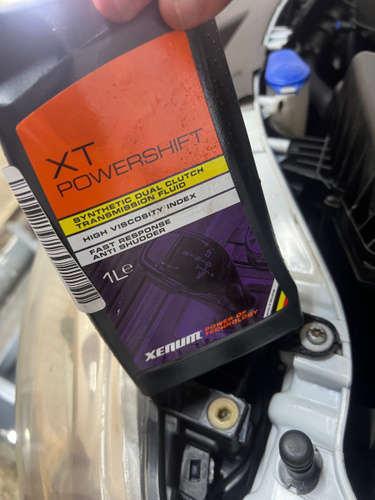 XT
POWERSHIFT
SYNTHETIC DUAL CLUTCH
TRANSMISSION FLUID
HIGH VISCOSITY INDEX
FAST RESPONSE
ANTI SHUDDER
1Le
XENUM
POWER OF
TECHNOLOGY